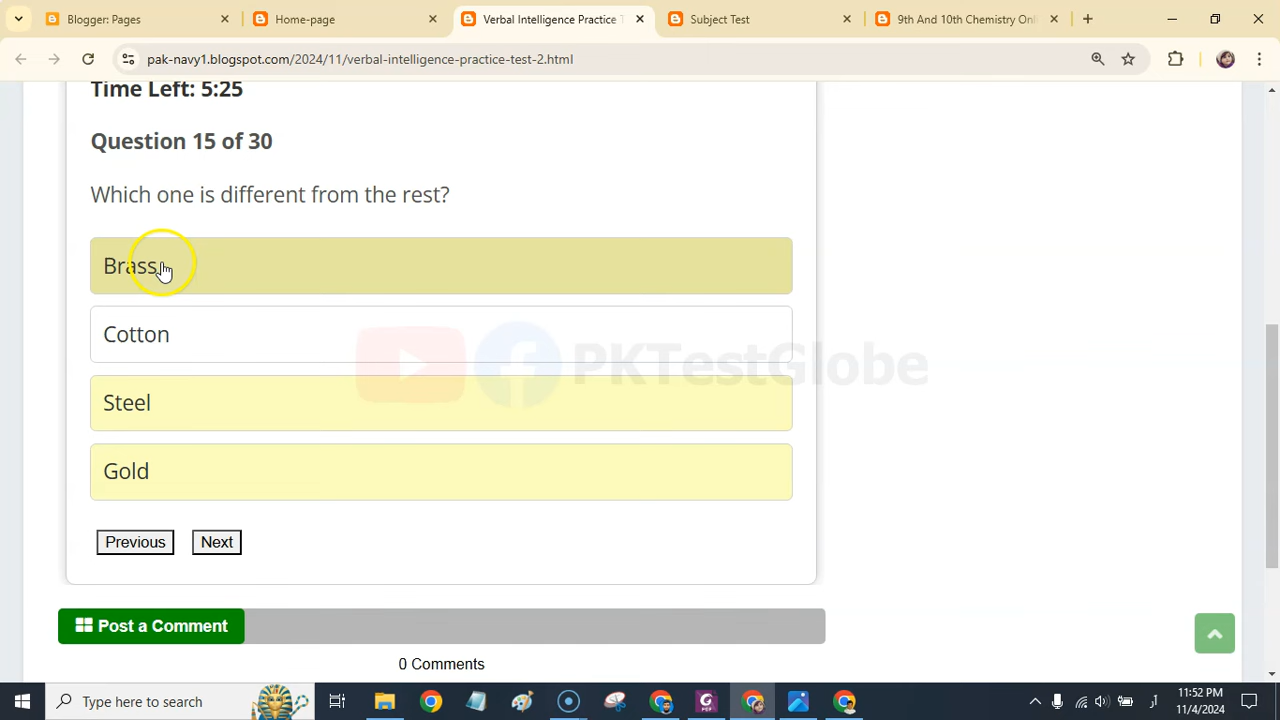 Blogger: Pages
Home-page
Verbal Intelligence Practice T
Subject Test
9th And 10th Chemistry Onl
pak-navy1.blogspot.com/2024/11/verbal-intelligence-practice-test-2.html
Time Left: 5:25
Question 15 of 30
Which one is different from the rest?
Brass
Cotton
PKTestGlobe
Steel
Gold
Previous
Next
Post a Comment
0 Comments
Type here to search
11:52 PM
11/4/2024